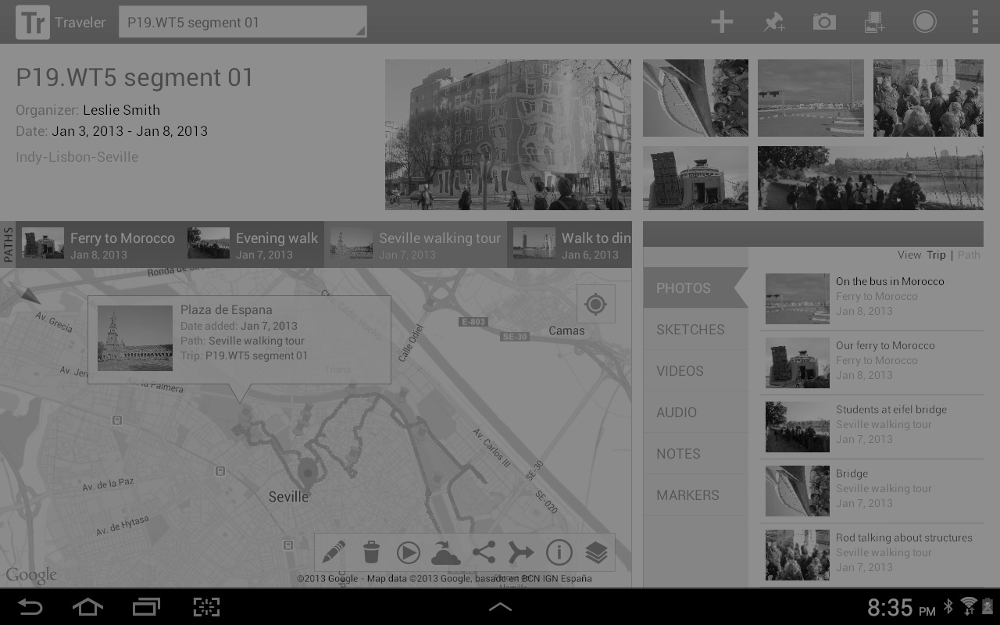 Tr Traveler P19.WT5 segment 01
P19.WT5 segment 01
Organizer: Leslie Smith
Date: Jan 3, 2013 - Jan 8, 2013
Indy-Lisbon-Seville
PATHS
Ferry to Morocco
Jan 8, 2013
Evening walk
Jan 7, 2013
Seville walking tour
Jan 7, 2013
Walk to din
Jan 6, 2013
Plaza de Espana
Date added: Jan 7, 2013
Path: Seville walking tour
Trip: P19.WT5 segment 01
Triana
Av. Grecia
Calle Odiel
E-803
SE-30
Camas
Av. Carlos III
SE-30
SE-020
Av. de la Paz
Seville
Av. de Hytasa
Google
©2013 Google - Map data ©2013 Google, basado en BCN IGN España
View Trip | Path
PHOTOS
SKETCHES
VIDEOS
AUDIO
NOTES
MARKERS
On the bus in Morocco
Ferry to Morocco
Jan 8, 2013
Our ferry to Morocco
Ferry to Morocco
Jan 8, 2013
Students at eifel bridge
Seville walking tour
Jan 7, 2013
Bridge
Seville walking tour
Jan 7, 2013
Rod talking about structures
Seville walking tour
Jan 7, 2013
8:35 PM